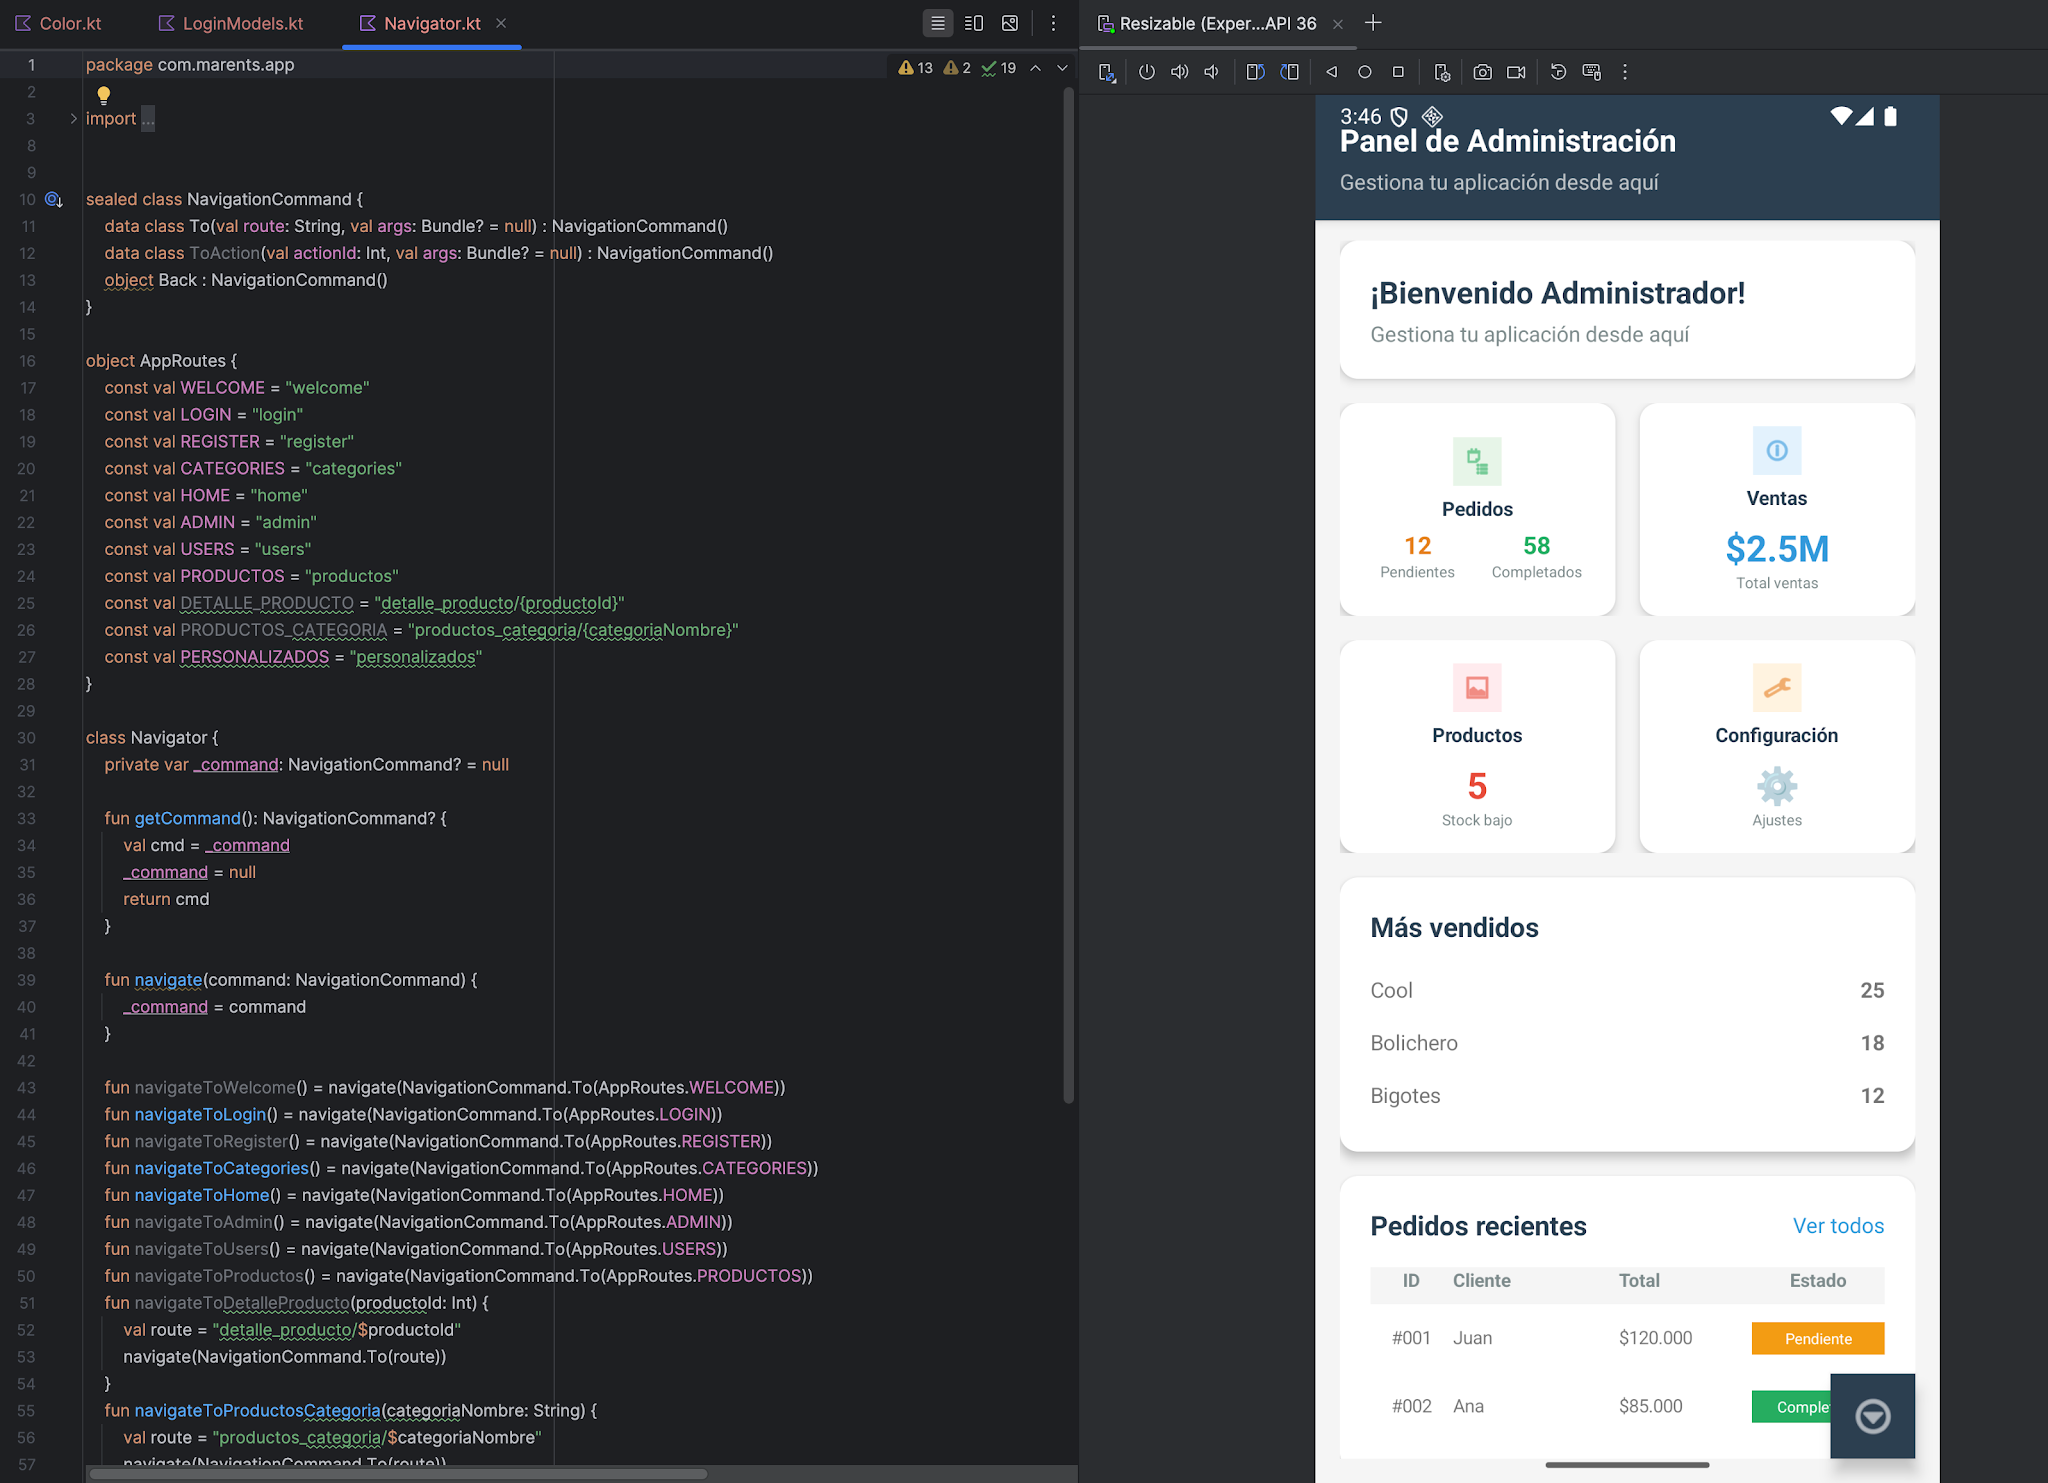 Color.kt
LoginModels.kt
Navigator.kt
Resizable (Exper...API 36
13 2 19
1 package com.marents.app
2
3 import ...
8
9
10 sealed class NavigationCommand {
11 data class To(val route: String, val args: Bundle? = null) : NavigationCommand()
12 data class ToAction(val actionId: Int, val args: Bundle? = null) : NavigationCommand()
13 object Back : NavigationCommand()
14 }
15
16 object AppRoutes {
17 const val WELCOME = "welcome"
18 const val LOGIN = "login"
19 const val REGISTER = "register"
20 const val CATEGORIES = "categories"
21 const val HOME = "home"
22 const val ADMIN = "admin"
23 const val USERS = "users"
24 const val PRODUCTOS = "productos"
25 const val DETALLE_PRODUCTO = "detalle_producto/{productoId}"
26 const val PRODUCTOS_CATEGORIA = "productos_categoria/{categoriaNombre}"
27 const val PERSONALIZADOS = "personalizados"
28 }
29
30 class Navigator {
31 private var _command: NavigationCommand? = null
32
33 fun getCommand(): NavigationCommand? {
34 val cmd = _command
35 _command = null
36 return cmd
37 }
38
39 fun navigate(command: NavigationCommand) {
40 _command = command
41 }
42
43 fun navigateToWelcome() = navigate(NavigationCommand.To(AppRoutes.WELCOME))
44 fun navigateToLogin() = navigate(NavigationCommand.To(AppRoutes.LOGIN))
45 fun navigateToRegister() = navigate(NavigationCommand.To(AppRoutes.REGISTER))
46 fun navigateToCategories() = navigate(NavigationCommand.To(AppRoutes.CATEGORIES))
47 fun navigateToHome() = navigate(NavigationCommand.To(AppRoutes.HOME))
48 fun navigateToAdmin() = navigate(NavigationCommand.To(AppRoutes.ADMIN))
49 fun navigateToUsers() = navigate(NavigationCommand.To(AppRoutes.USERS))
50 fun navigateToProductos() = navigate(NavigationCommand.To(AppRoutes.PRODUCTOS))
51 fun navigateToDetalleProducto(productoId: Int) {
52 val route = "detalle_producto/$productoId"
53 navigate(NavigationCommand.To(route))
54 }
55 fun navigateToProductosCategoria(categoriaNombre: String) {
56 val route = "productos_categoria/$categoriaNombre"
57 navigate(NavigationCommand.To(route))
3:46
Panel de Administración
Gestiona tu aplicación desde aquí
¡Bienvenido Administrador!
Gestiona tu aplicación desde aquí
Pedidos
12 58
Pendientes Completados
Ventas
$2.5M
Total ventas
Productos
5
Stock bajo
Configuración
Ajustes
Más vendidos
Cool 25
Bolichero 18
Bigotes 12
Pedidos recientes Ver todos
ID Cliente Total Estado
#001 Juan $120.000 Pendiente
#002 Ana $85.000 Comple